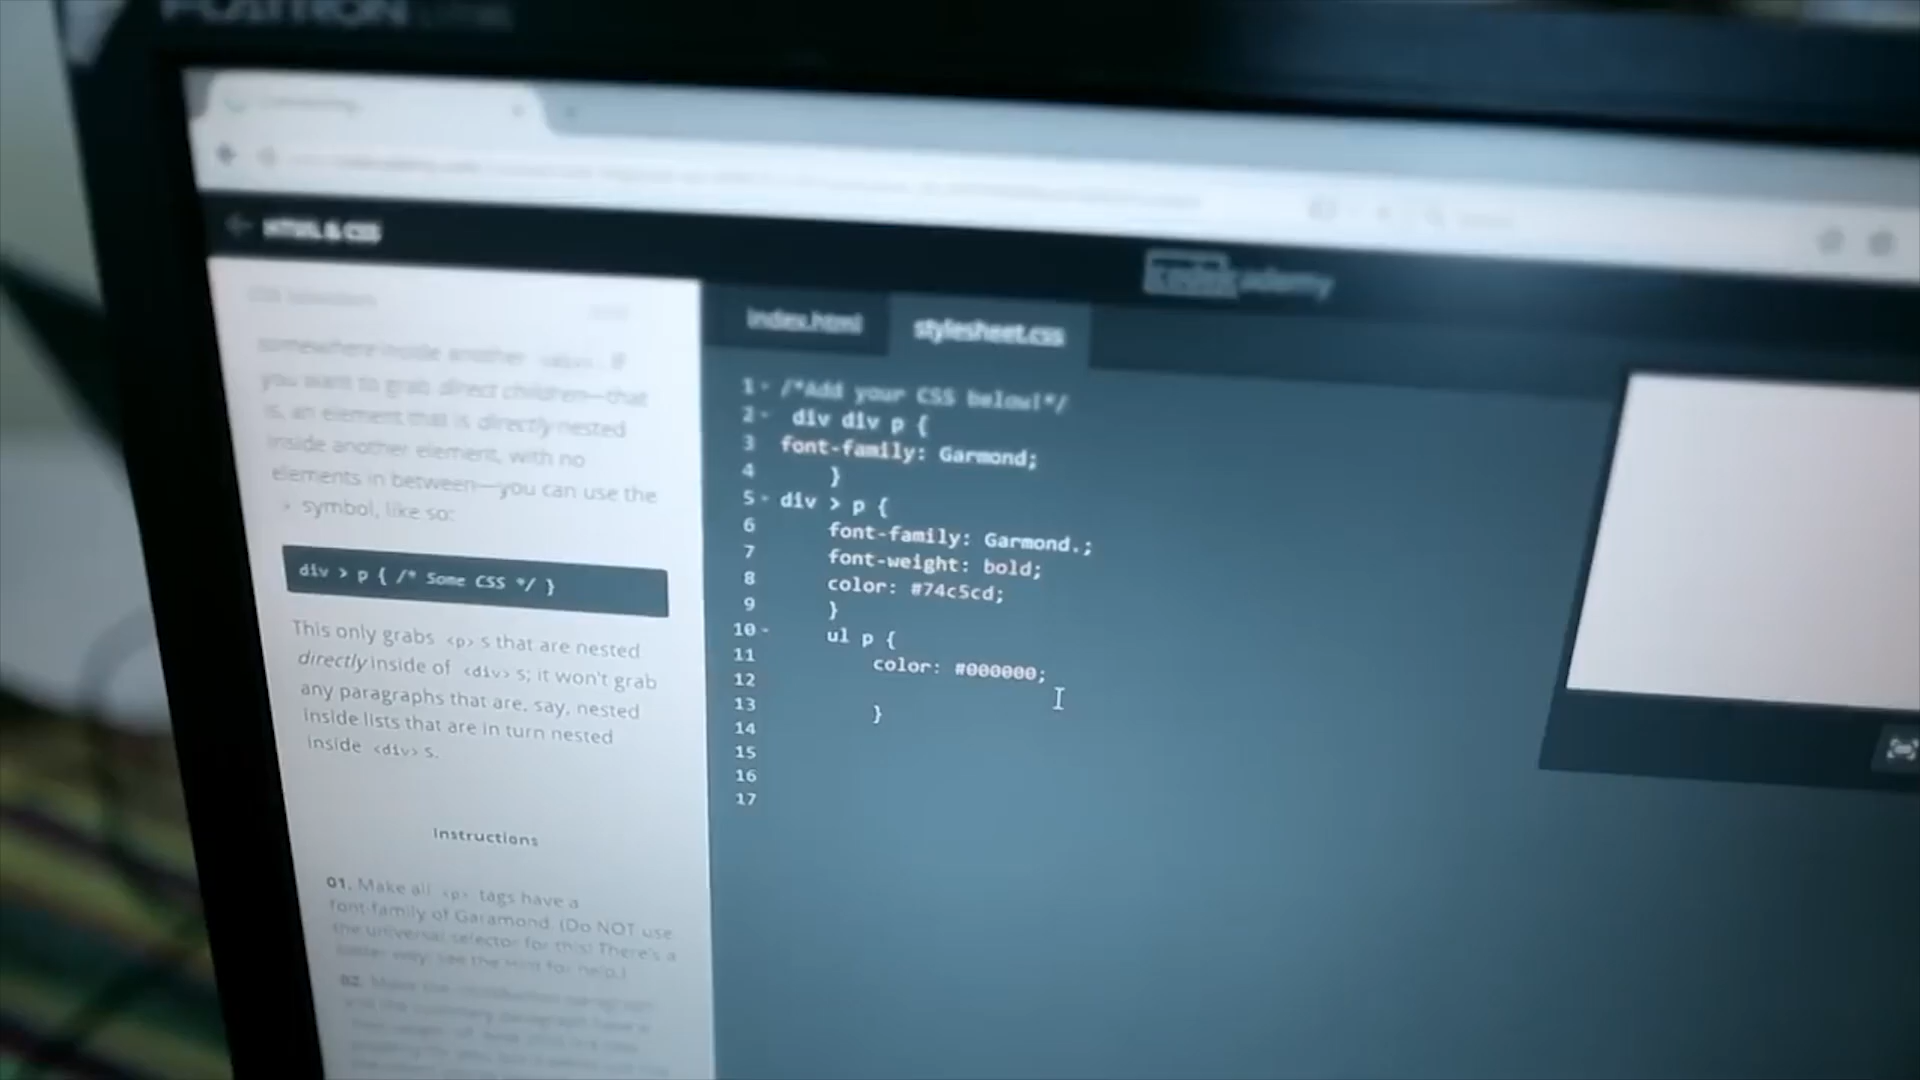 HTML & CSS
codecademy
somewhere inside another
you want to grab direct children—that
is, an element that is directly nested
inside another element, with no
elements in between—you can use the
> symbol, like so:
div > p { /* Some CSS */ }
This only grabs <p> s that are nested
directly inside of <div> s; it won't grab
any paragraphs that are, say, nested
inside lists that are in turn nested
inside <div> s.
Instructions
01. Make all <p> tags have a
font-family of Garamond. (Do NOT use
the universal selector for this! There's a
better way; see the Hint for help.)
02. Make the introduction paragraph
index.html
stylesheet.css
1 /*Add your CSS below!*/
2 div div p {
3 font-family: Garmond;
4 }
5 div > p {
6 font-family: Garmond.;
7 font-weight: bold;
8 color: #74c5cd;
9 }
10 ul p {
11 color: #000000;
12
13 }
14
15
16
17